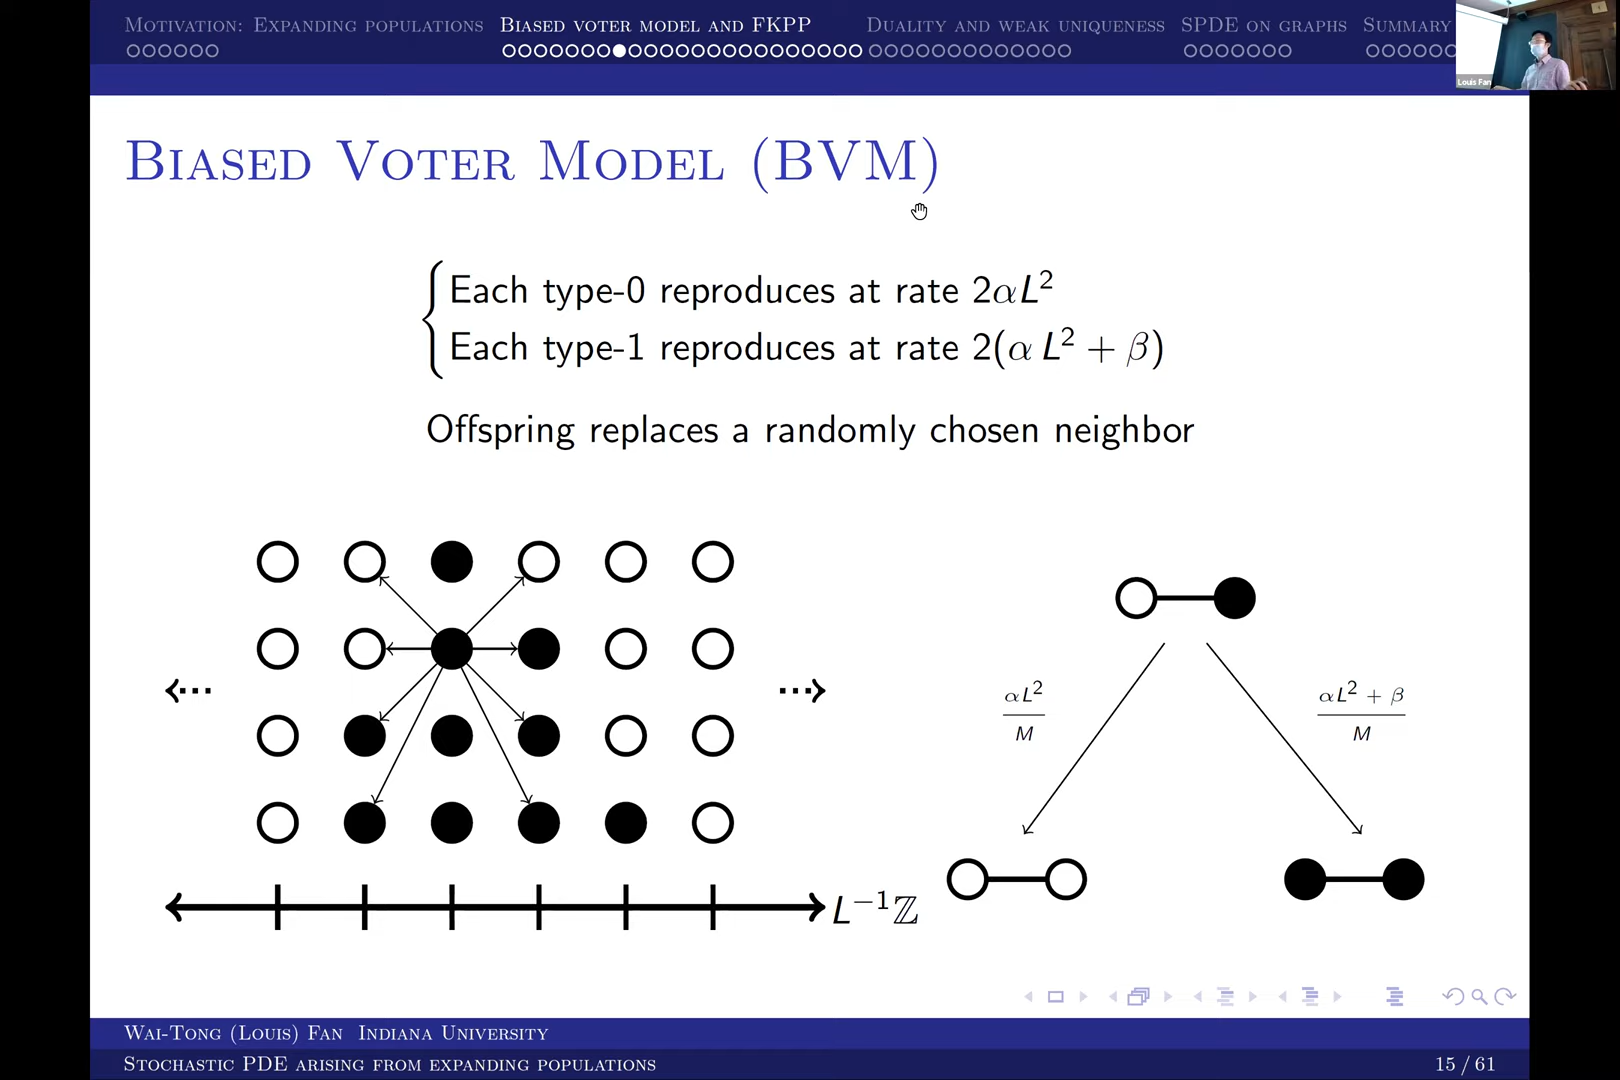 Motivation: Expanding populations Biased voter model and FKPP Duality and weak uniqueness SPDE on graphs Summary
Louis Fan
Biased Voter Model (BVM)
Each type-0 reproduces at rate 2αL²
Each type-1 reproduces at rate 2(α L² + β)
Offspring replaces a randomly chosen neighbor
αL²
M
αL² + β
M
L⁻¹ℤ
Wai-Tong (Louis) Fan Indiana University
Stochastic PDE arising from expanding populations 15 / 61